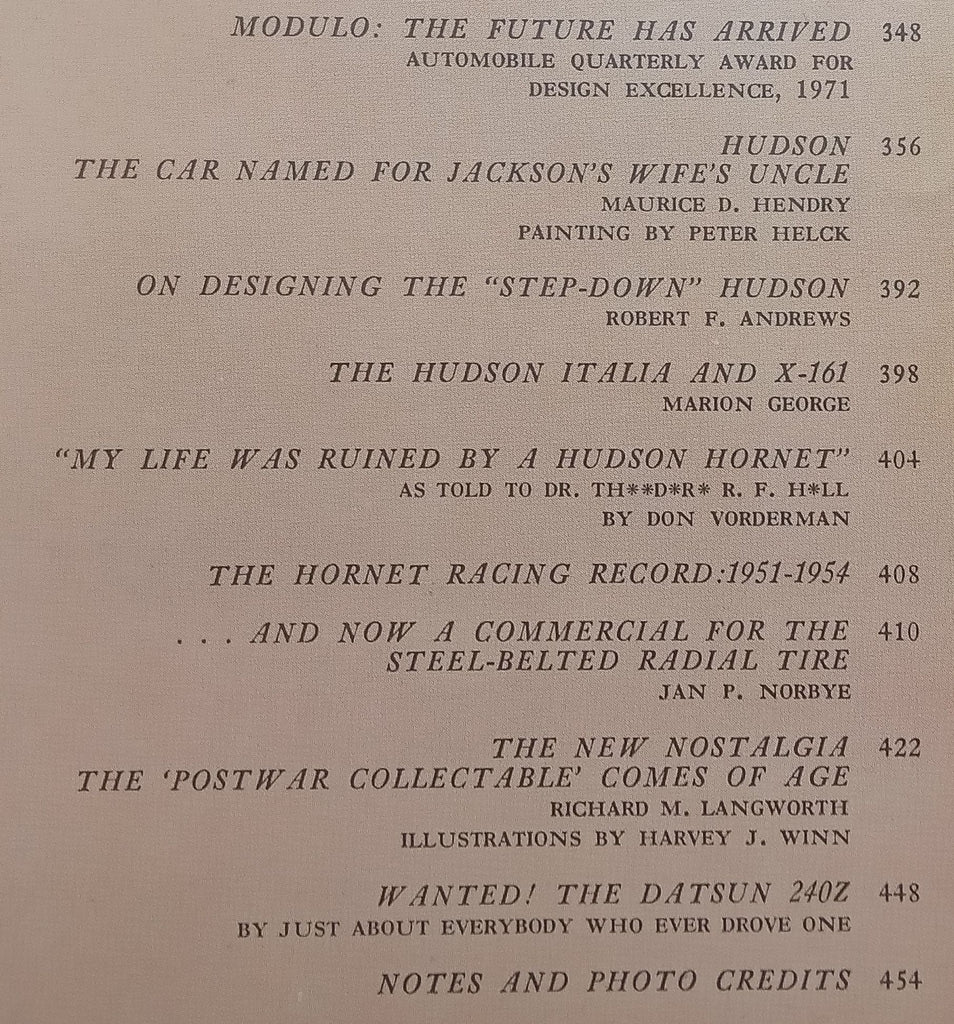 MODULO: THE FUTURE HAS ARRIVED 348
AUTOMOBILE QUARTERLY AWARD FOR
DESIGN EXCELLENCE, 1971
HUDSON 356
THE CAR NAMED FOR JACKSON'S WIFE'S UNCLE
MAURICE D. HENDRY
PAINTING BY PETER HELCK
ON DESIGNING THE “STEP-DOWN” HUDSON 392
ROBERT F. ANDREWS
THE HUDSON ITALIA AND X-161 398
MARION GEORGE
“MY LIFE WAS RUINED BY A HUDSON HORNET” 404
AS TOLD TO DR. TH**D*R* R. F. H*LL
BY DON VORDERMAN
THE HORNET RACING RECORD:1951-1954 408
. . . AND NOW A COMMERCIAL FOR THE 410
STEEL-BELTED RADIAL TIRE
JAN P. NORBYE
THE NEW NOSTALGIA 422
THE ‘POSTWAR COLLECTABLE’ COMES OF AGE
RICHARD M. LANGWORTH
ILLUSTRATIONS BY HARVEY J. WINN
WANTED! THE DATSUN 240Z 448
BY JUST ABOUT EVERYBODY WHO EVER DROVE ONE
NOTES AND PHOTO CREDITS 454